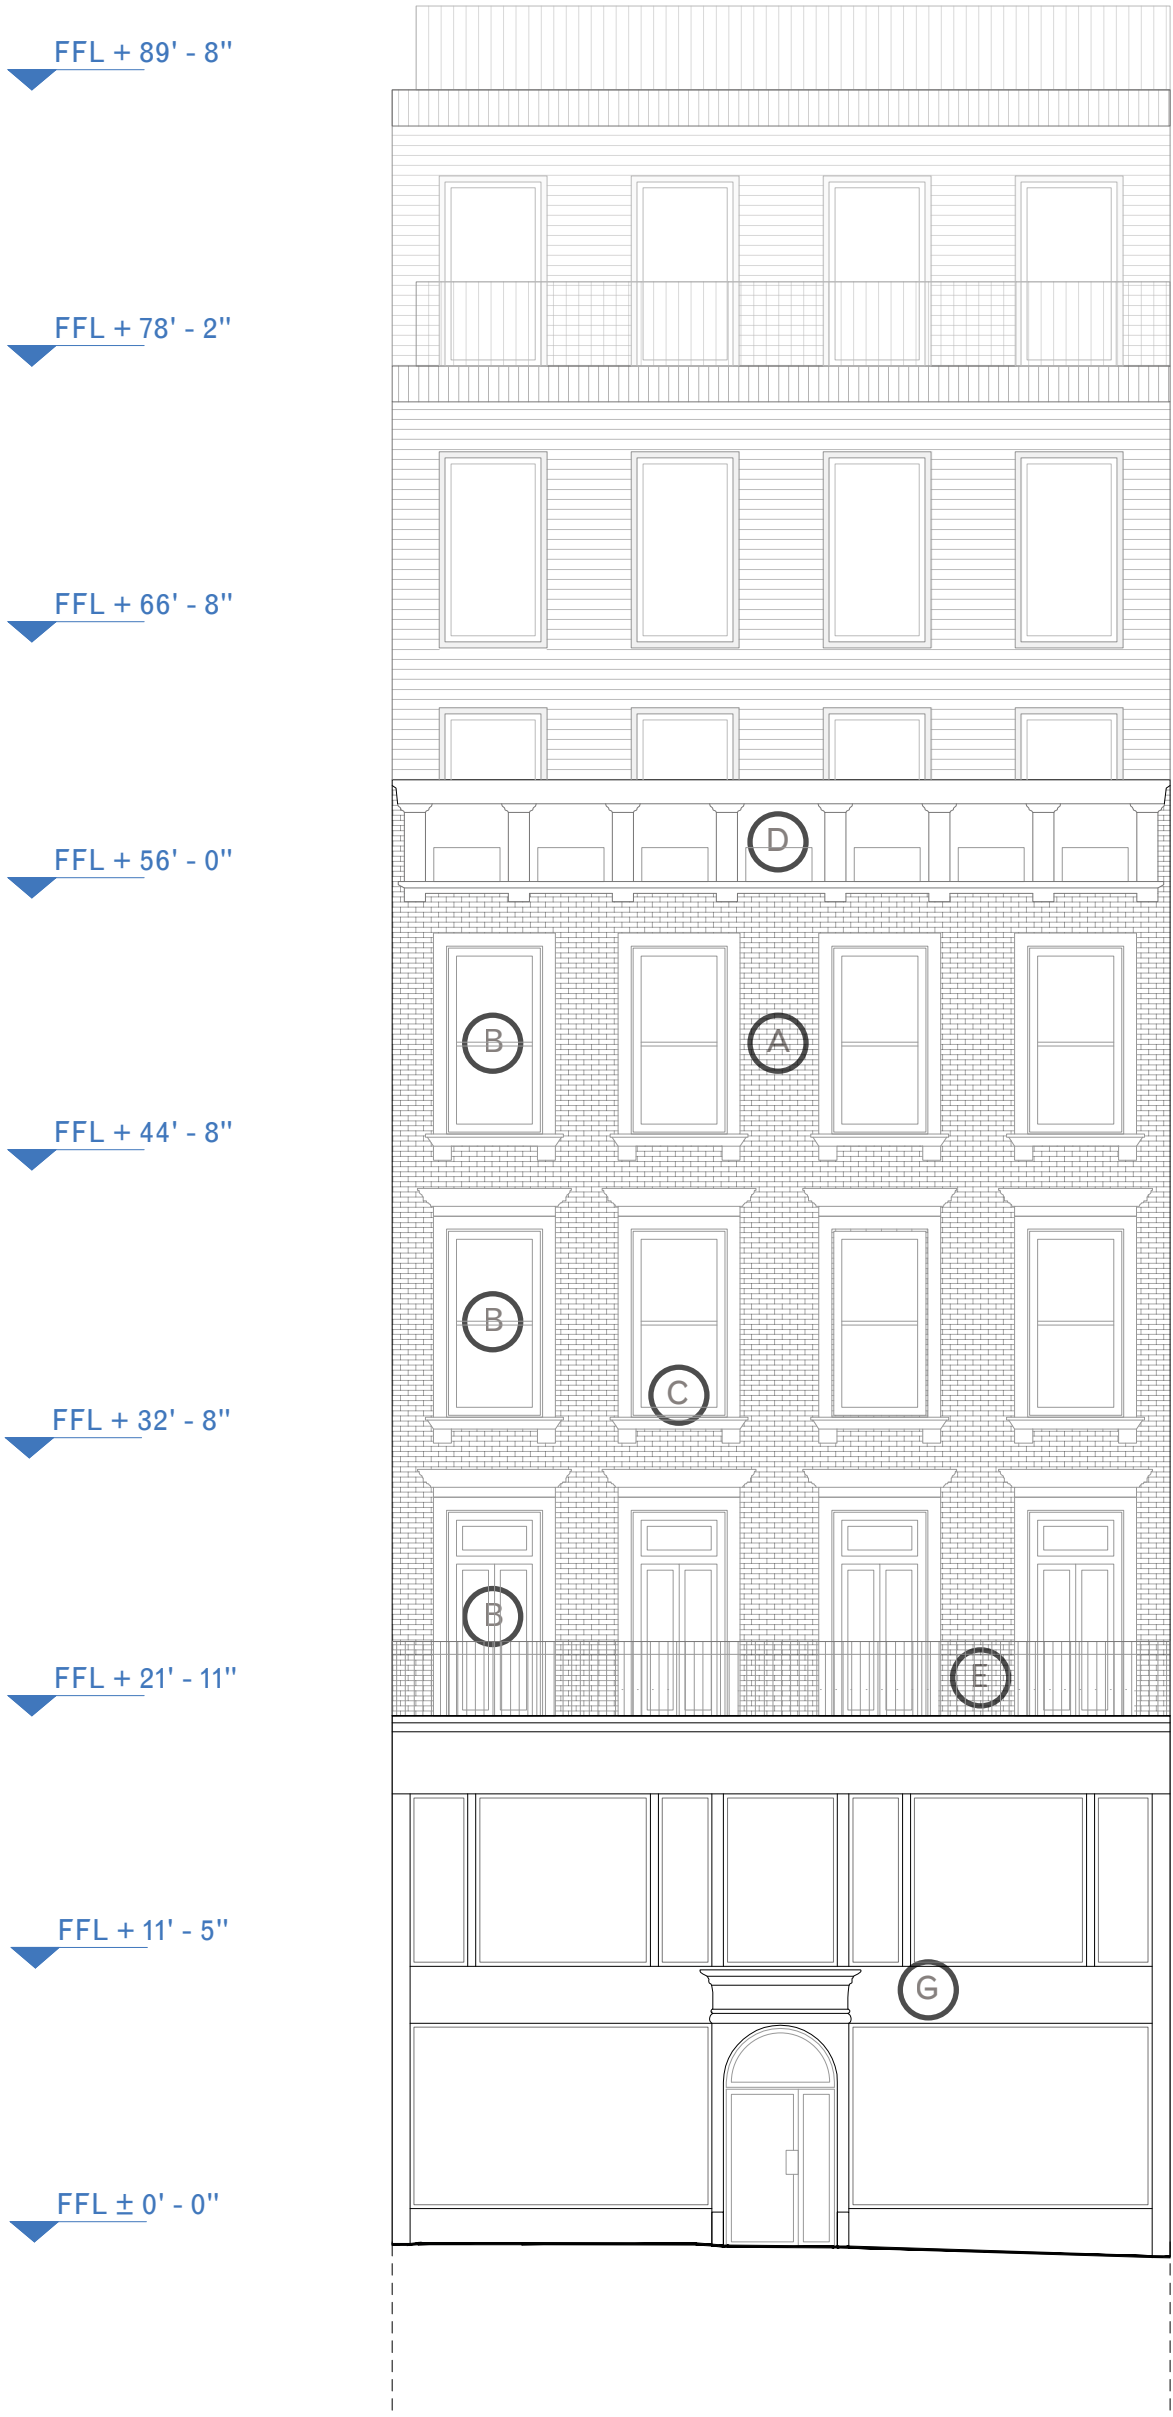 FFL + 89' - 8"
FFL + 78' - 2"
FFL + 66' - 8"
D
FFL + 56' - 0"
B
A
FFL + 44' - 8"
B
C
FFL + 32' - 8"
B
E
FFL + 21' - 11"
FFL + 11' - 5"
G
FFL ± 0' - 0"